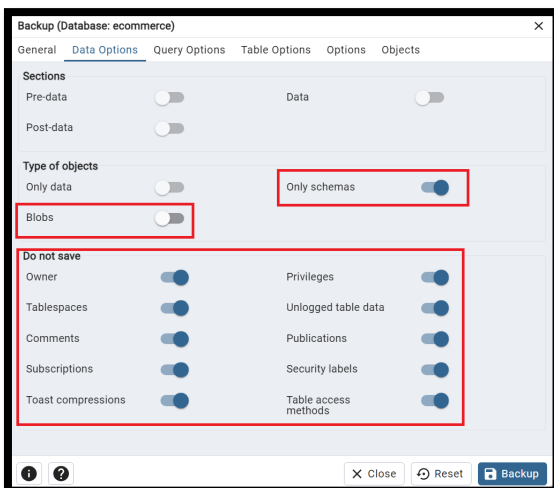 Backup (Database: ecommerce)
General Data Options Query Options Table Options Options Objects
Sections
Pre-data Data
Post-data
Type of objects
Only data Only schemas
Blobs
Do not save
Owner Privileges
Tablespaces Unlogged table data
Comments Publications
Subscriptions Security labels
Toast compressions Table access
methods
Close Reset Backup